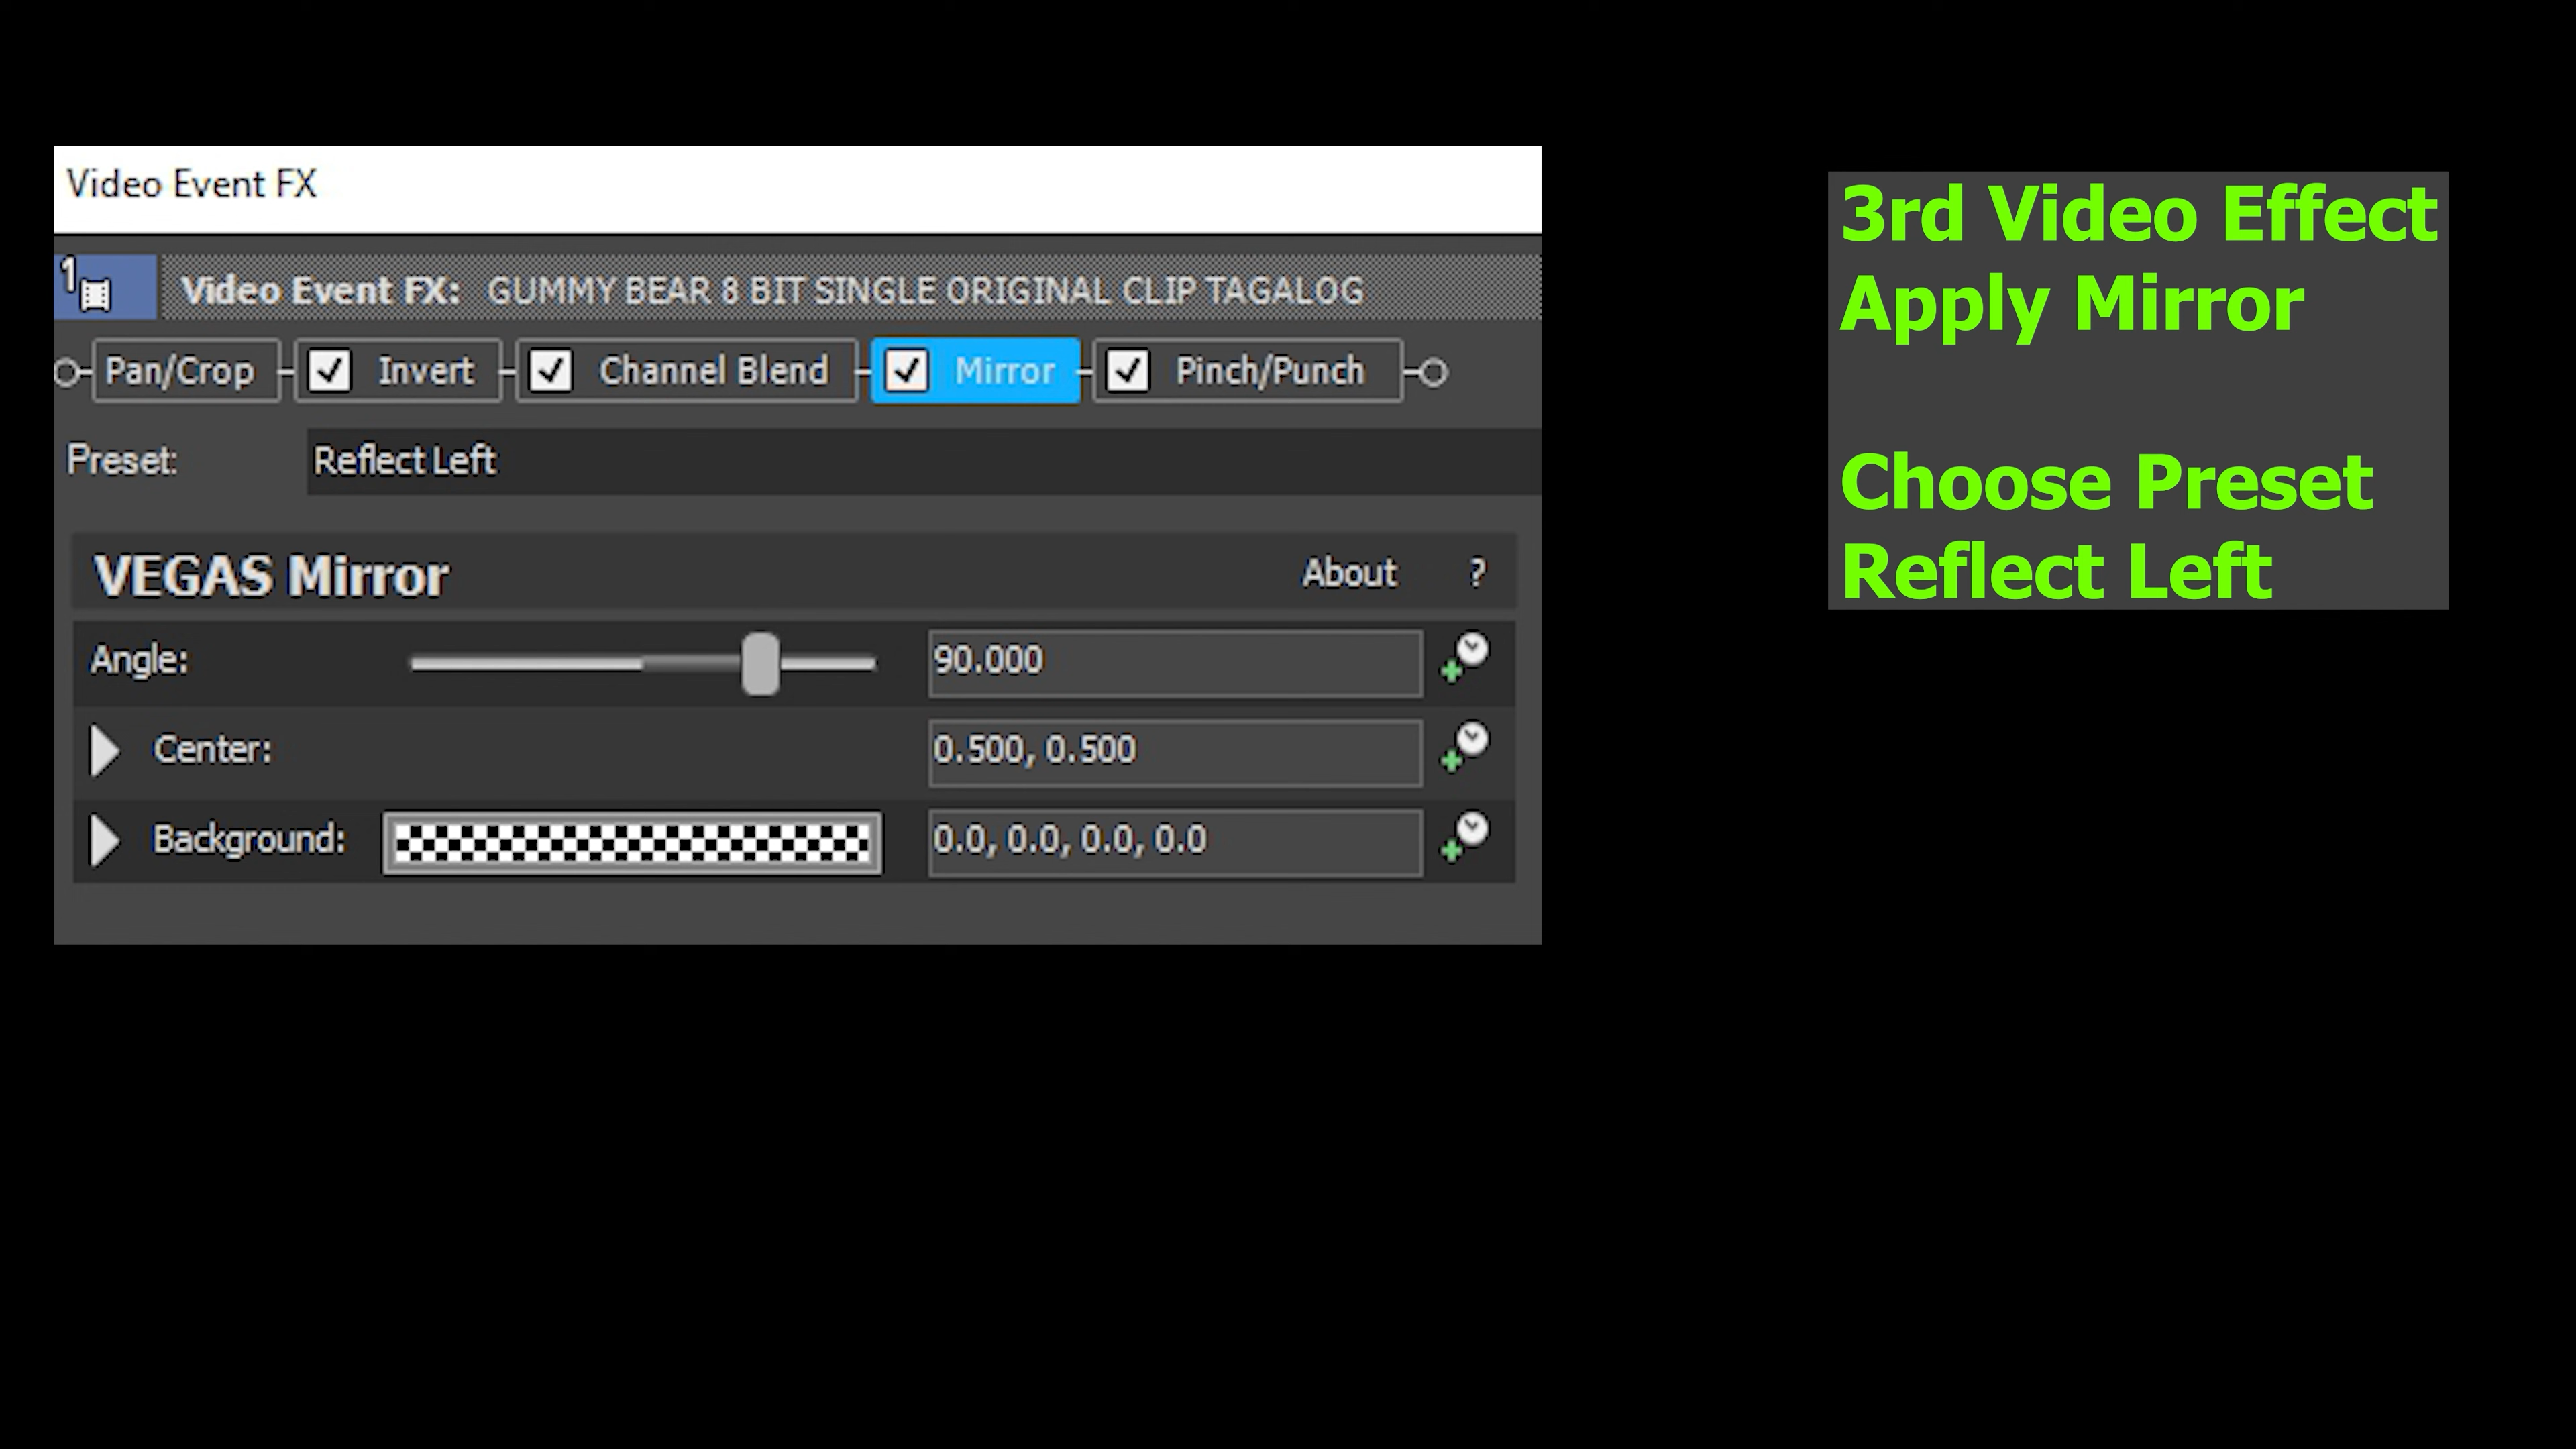 Video Event FX
1
Video Event FX: GUMMY BEAR 8 BIT SINGLE ORIGINAL CLIP TAGALOG
Pan/Crop Invert Channel Blend Mirror Pinch/Punch
Preset: Reflect Left
VEGAS Mirror About ?
Angle: 90.000
Center: 0.500, 0.500
Background: 0.0, 0.0, 0.0, 0.0
3rd Video Effect
Apply Mirror
Choose Preset
Reflect Left